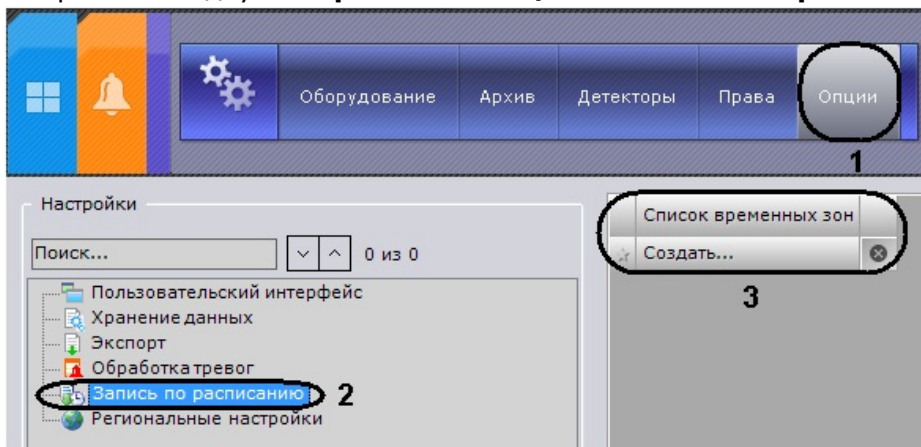 Оборудование Архив Детекторы Права Опции
1
Настройки
Поиск... 0 из 0
Пользовательский интерфейс
Хранение данных
Экспорт
Обработка тревог
Запись по расписанию 2
Региональные настройки
Список временных зон
Создать...
3